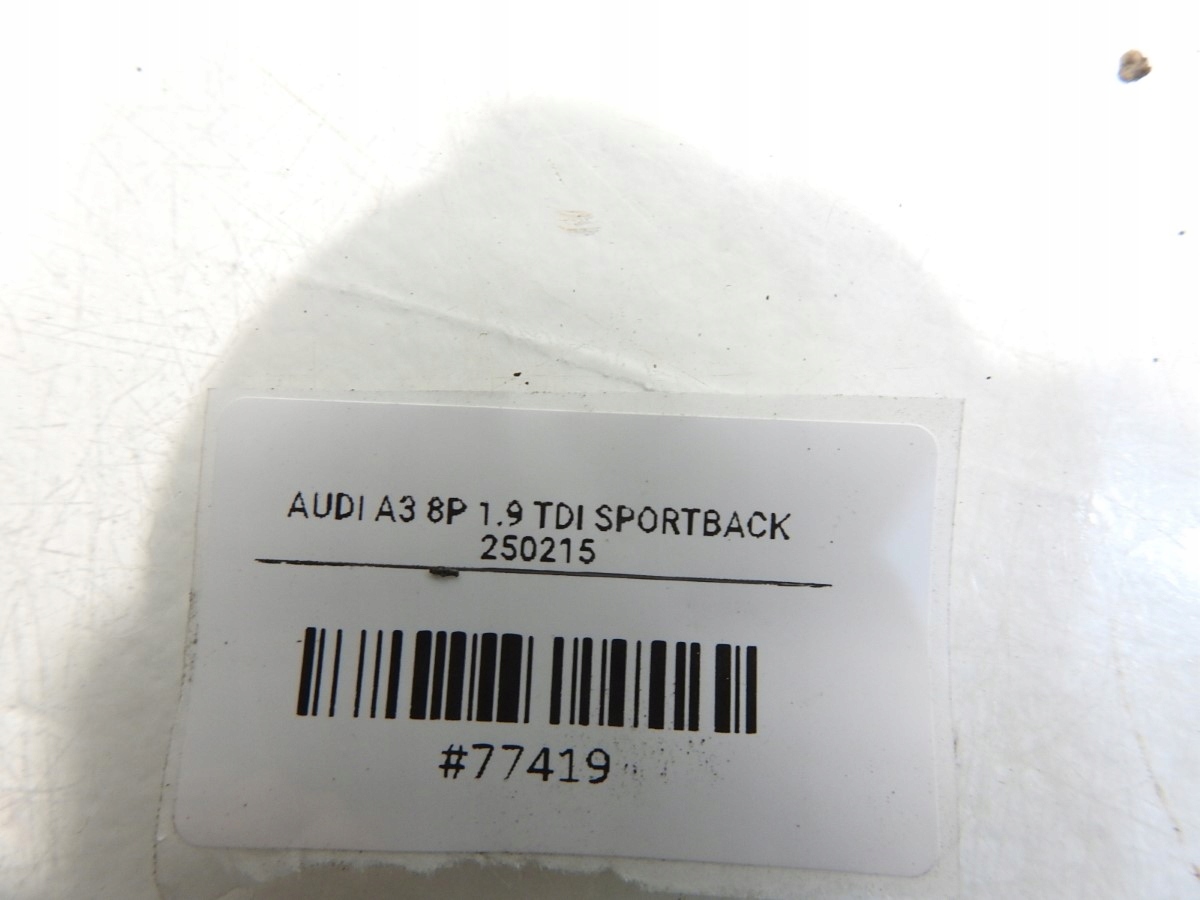 AUDI A3 8P 1.9 TDI SPORTBACK
250215
#77419